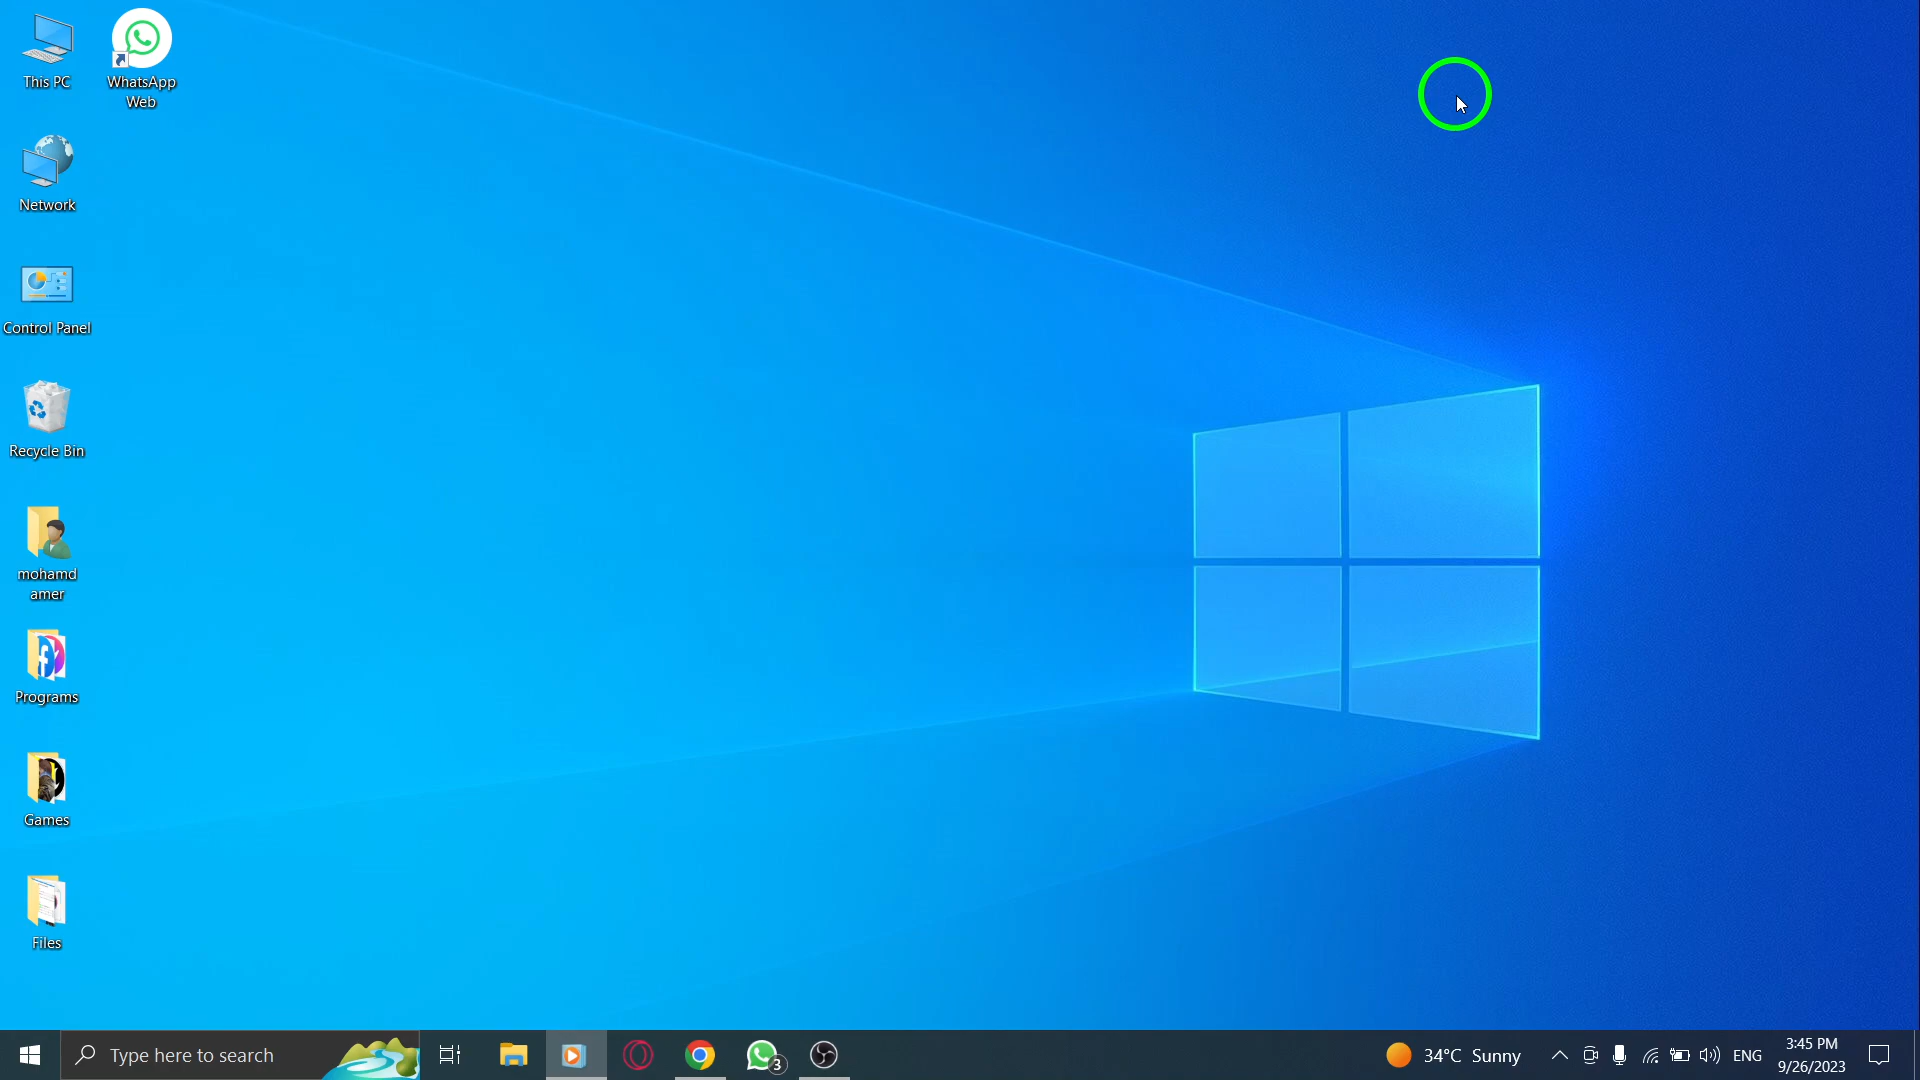 This PC
WhatsApp
Web
Network
Control Panel
Recycle Bin
mohamd
amer
Programs
Games
Files
Type here to search
3
34°C Sunny
ENG
3:45 PM
9/26/2023